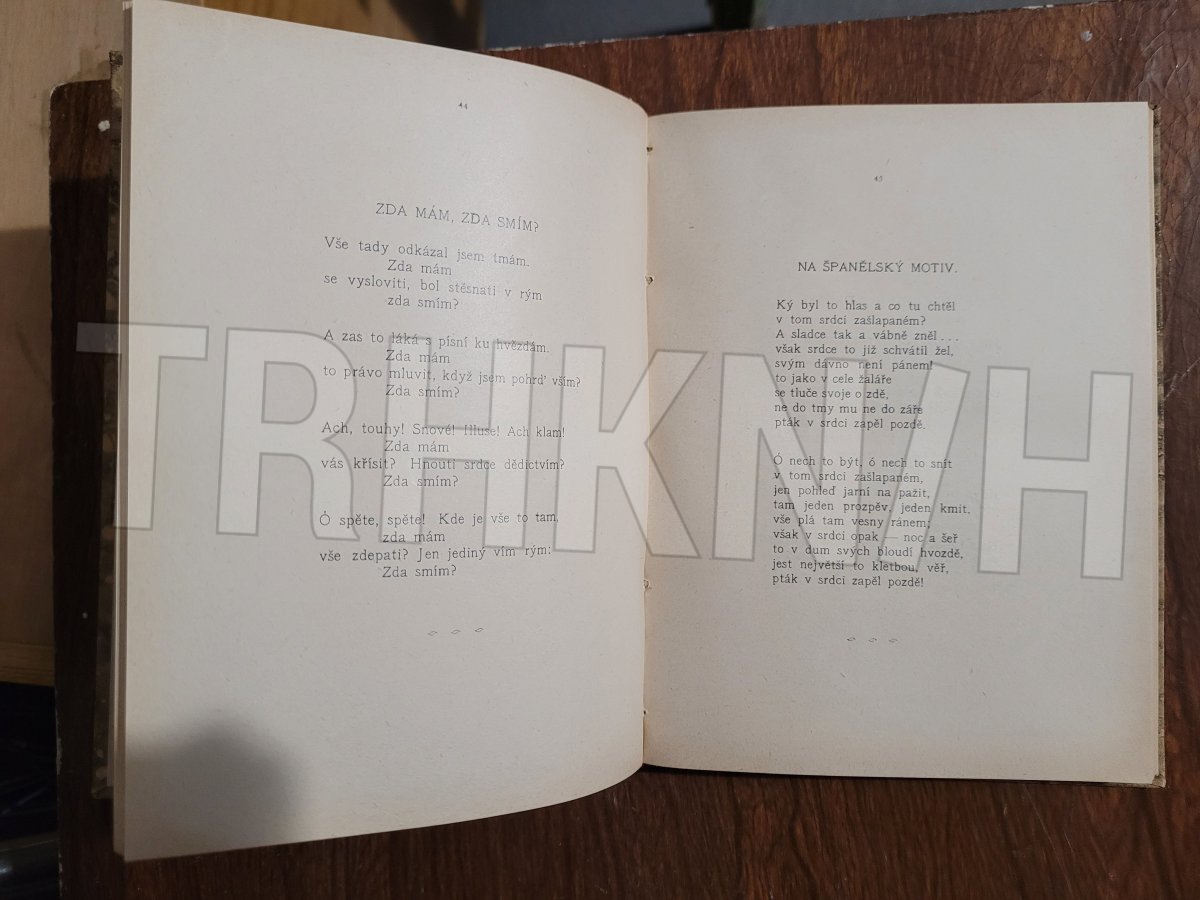 44
ZDA MÁM, ZDA SMÍM?
Vše tady odkázal jsem tmám.
Zda mám
se vysloviti, bol stěsnati v rým
zda smím?
A zas to láká s písní ku hvězdám.
Zda mám
to právo mluvit, když jsem pohrd' vším?
Zda smím?
Ach, touhy! Snové! Illuse! Ach klam!
Zda mám
vás křísit? Hnouti srdce dědictvím?
Zda smím?
Ó spěte, spěte! Kde je vše to tam,
zda mám
vše zdepati? Jen jediný vím rým:
Zda smím?
45
NA ŠPANĚLSKÝ MOTIV.
Ký byl to hlas a co tu chtěl
v tom srdci zašlapaném?
A sladce tak a vábně zněl...
však srdce to již schvátil žel,
svým dávno není pánem!
to jako v cele žaláře
se tluče svoje o zdě,
ne do tmy mu ne do záře
pták v srdci zapěl pozdě.
Ó nech to být, ó nech to snít
v tom srdci zašlapaném,
jen pohleď jarní na pažit,
tam jeden prozpěv, jeden kmit,
vše plá tam vesny ránem;
však v srdci opak — noc a šeř
to v dum svých bloudí hvozdě,
jest největší to kletbou, věř,
pták v srdci zapěl pozdě!
TRHKNIH